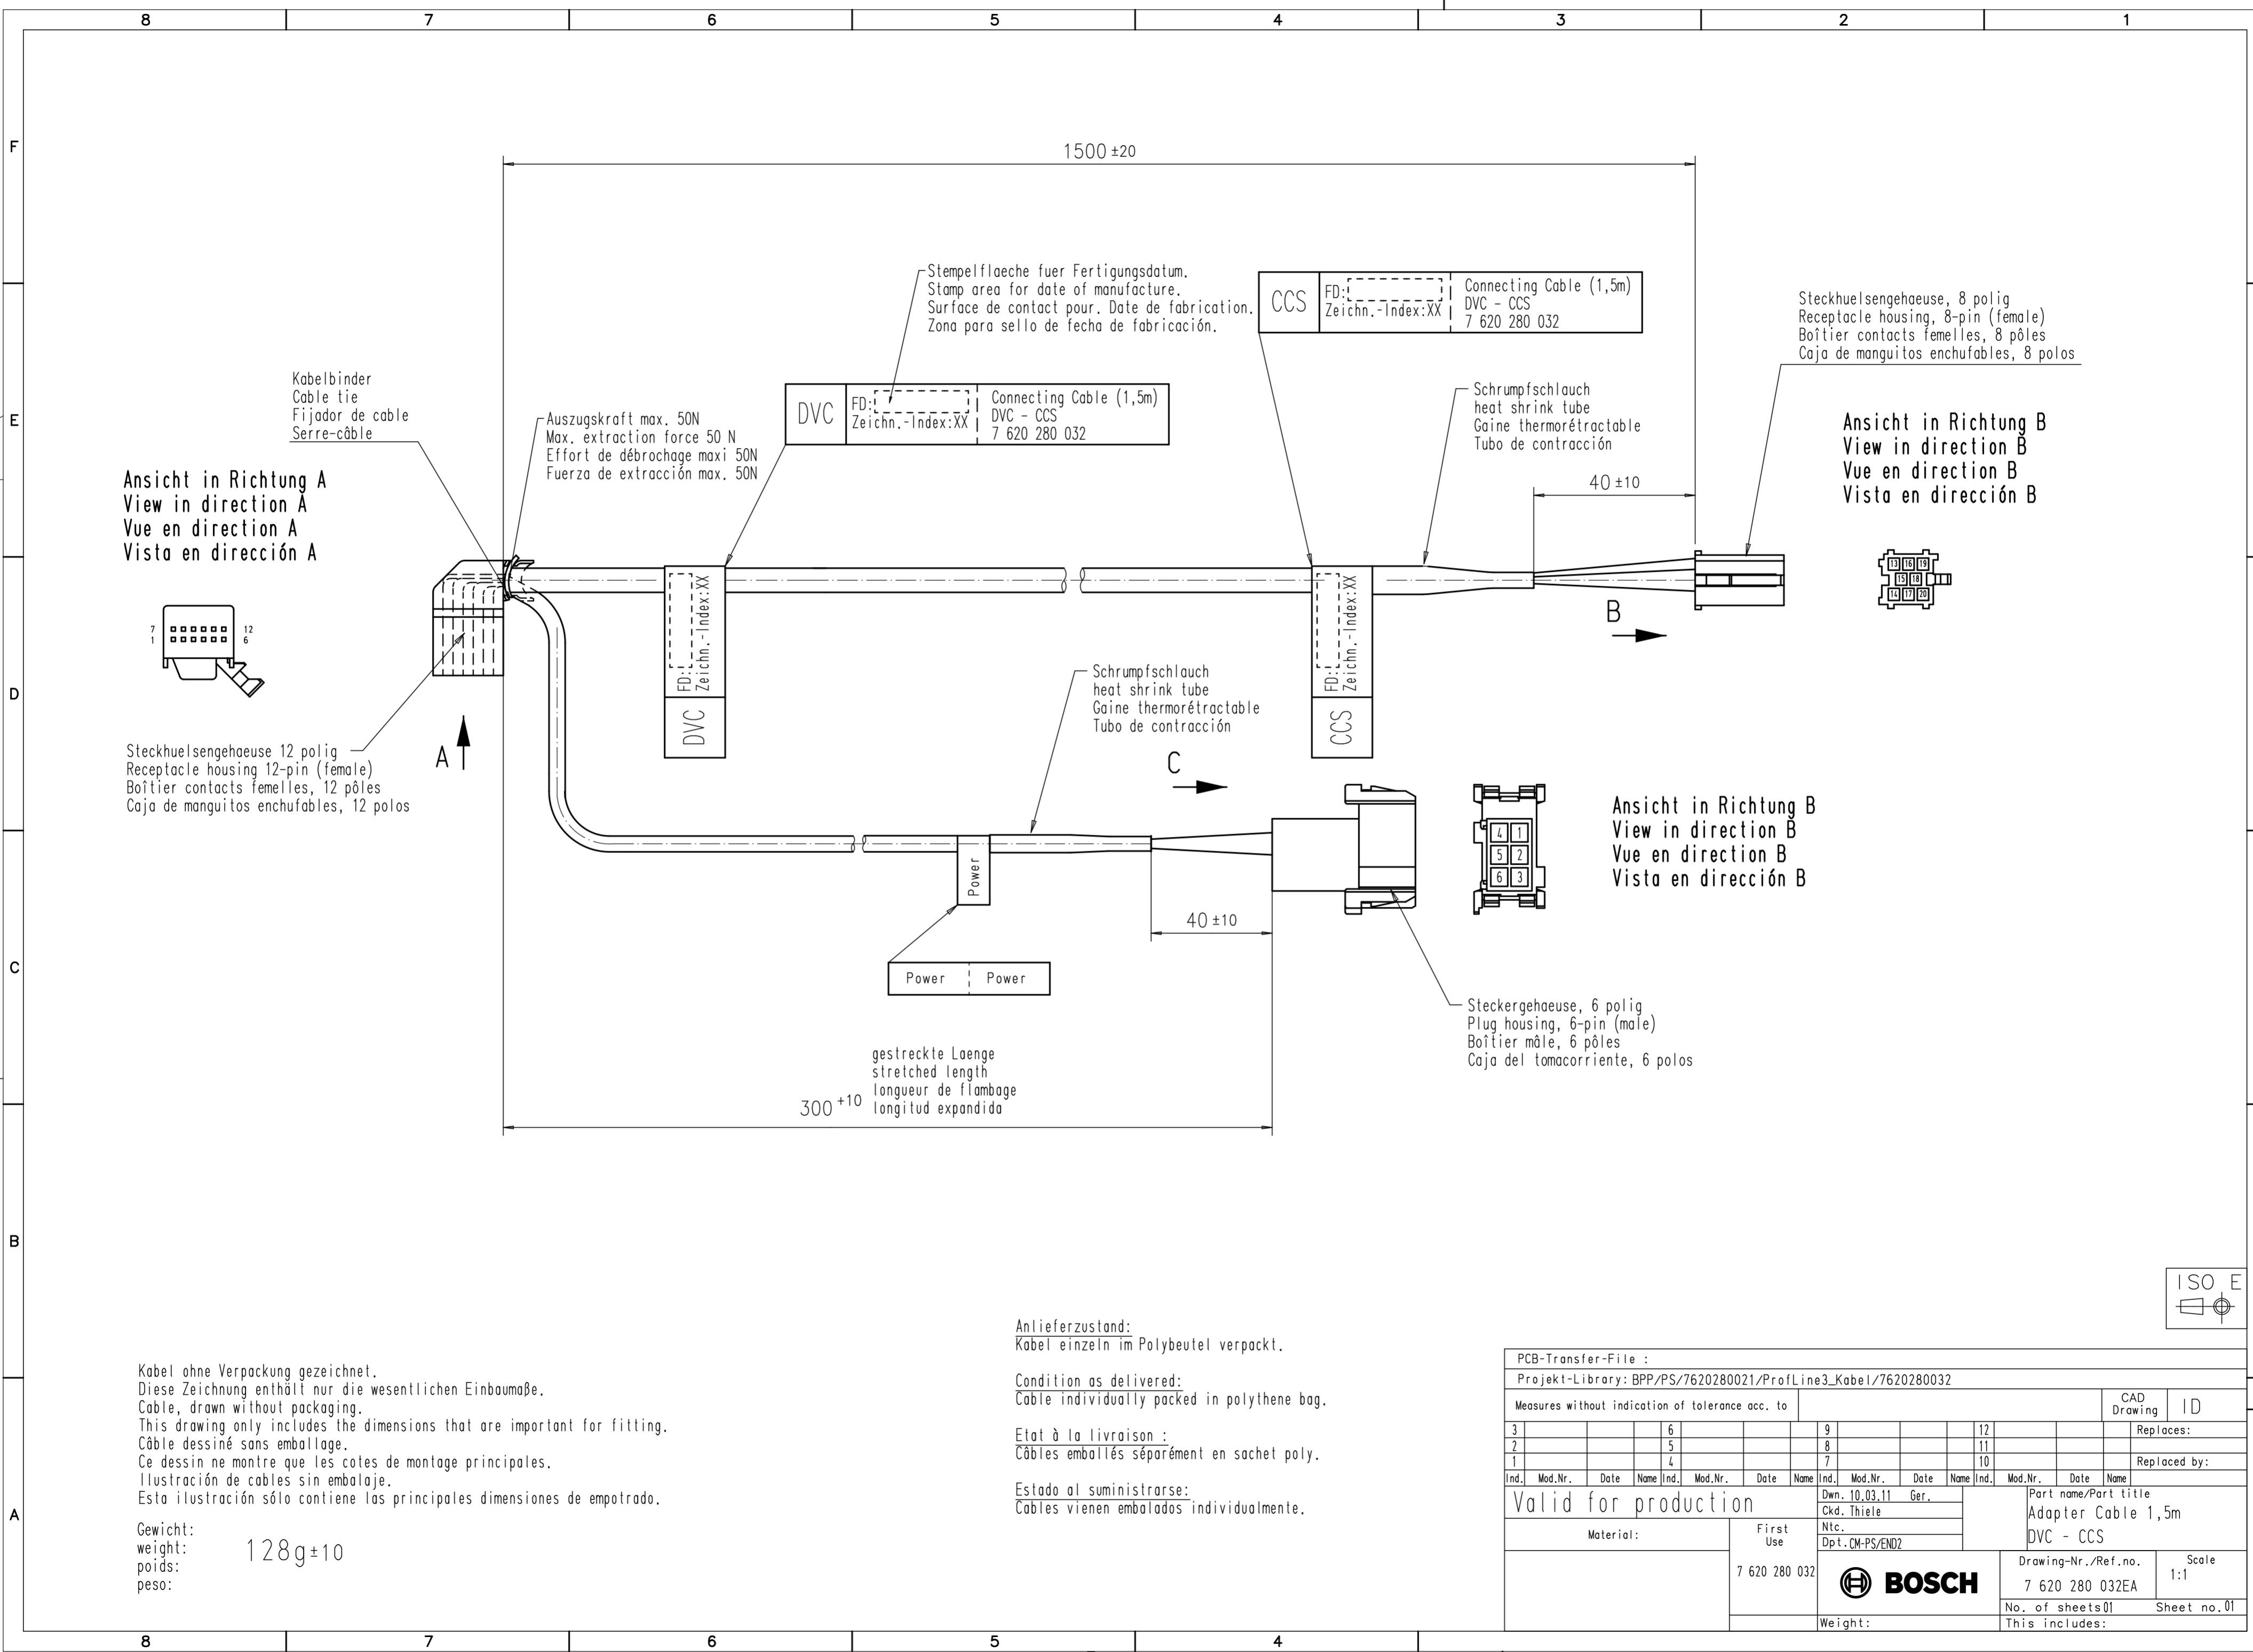 8 7 6 5 4 3 2 1
F
E
D
C
B
A
1500 ±20
Stempelflaeche fuer Fertigungsdatum.
Stamp area for date of manufacture.
Surface de contact pour. Date de fabrication.
Zona para sello de fecha de fabricación.
CCS
FD:
Zeichn.-Index:XX
Connecting Cable (1,5m)
DVC - CCS
7 620 280 032
Steckhuelsengehaeuse, 8 polig
Receptacle housing, 8-pin (female)
Boîtier contacts femelles, 8 pôles
Caja de manguitos enchufables, 8 polos
Kabelbinder
Cable tie
Fijador de cable
Serre-câble
Auszugskraft max. 50N
Max. extraction force 50 N
Effort de débrochage maxi 50N
Fuerza de extracción max. 50N
DVC
FD:
Zeichn.-Index:XX
Connecting Cable (1,5m)
DVC - CCS
7 620 280 032
Schrumpfschlauch
heat shrink tube
Gaine thermorétractable
Tubo de contracción
40 ±10
Ansicht in Richtung B
View in direction B
Vue en direction B
Vista en dirección B
Ansicht in Richtung A
View in direction A
Vue en direction A
Vista en dirección A
7 12
1 6
FD:
Zeichn.-Index:XX
DVC
FD:
Zeichn.-Index:XX
CCS
B
13 16 19
15 18
14 17 20
Steckhuelsengehaeuse 12 polig
Receptacle housing 12-pin (female)
Boîtier contacts femelles, 12 pôles
Caja de manguitos enchufables, 12 polos
A
Schrumpfschlauch
heat shrink tube
Gaine thermorétractable
Tubo de contracción
C
4 1
5 2
6 3
Ansicht in Richtung B
View in direction B
Vue en direction B
Vista en dirección B
Power
40 ±10
Power Power
Steckergehaeuse, 6 polig
Plug housing, 6-pin (male)
Boîtier mâle, 6 pôles
Caja del tomacorriente, 6 polos
gestreckte Laenge
stretched length
longueur de flambage
longitud expandida
300 +10
ISO E
Kabel ohne Verpackung gezeichnet.
Diese Zeichnung enthält nur die wesentlichen Einbaumaße.
Cable, drawn without packaging.
This drawing only includes the dimensions that are important for fitting.
Câble dessiné sans emballage.
Ce dessin ne montre que les cotes de montage principales.
Ilustración de cables sin embalaje.
Esta ilustración sólo contiene las principales dimensiones de empotrado.
Gewicht:
weight:
poids:
peso:
128g±10
Anlieferzustand:
Kabel einzeln im Polybeutel verpackt.
Condition as delivered:
Cable individually packed in polythene bag.
Etat à la livraison :
Câbles emballés séparément en sachet poly.
Estado al suministrarse:
Cables vienen embalados individualmente.
PCB-Transfer-File :
Projekt-Library: BPP/PS/7620280021/ProfLine3_Kabel/7620280032
Measures without indication of tolerance acc. to
CAD Drawing
ID
3 6 9 12 Replaces:
2 5 8 11
1 4 7 10 Replaced by:
Ind. Mod.Nr. Date Name Ind. Mod.Nr. Date Name Ind. Mod.Nr. Date Name Ind. Mod.Nr. Date Name
Valid for production
Dwn. 10.03.11 Ger.
Ckd. Thiele
Ntc.
Dpt. CM-PS/END2
Part name/Part title
Adapter Cable 1,5m
DVC - CCS
Material:
First Use
7 620 280 032
BOSCH
Drawing-Nr./Ref.no.
7 620 280 032EA
Scale
1:1
No. of sheets 01 Sheet no. 01
Weight:
This includes:
8 7 6 5 4